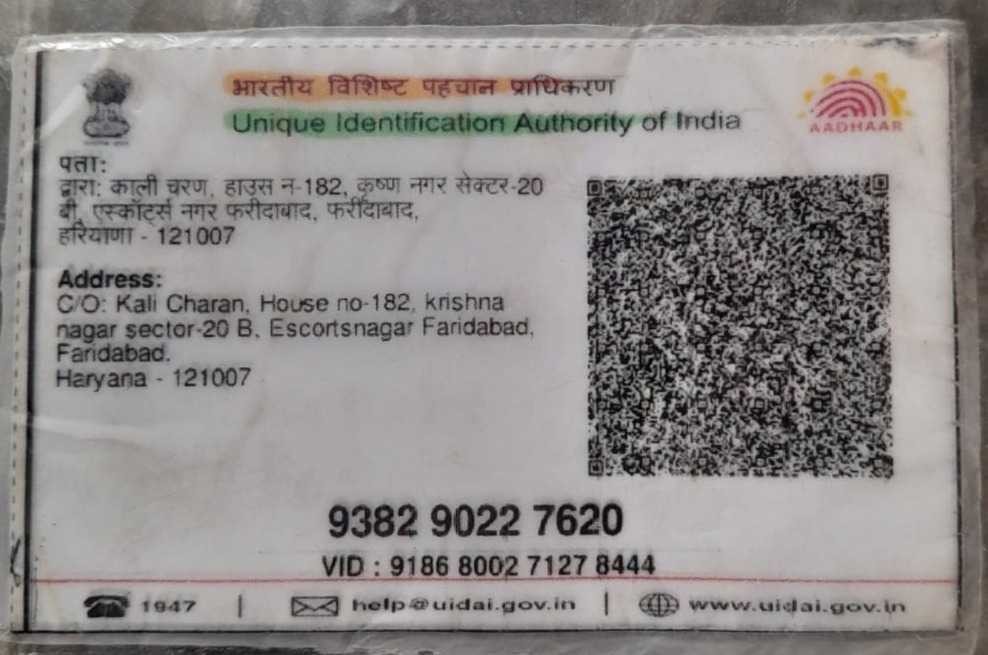 भारतीय विशिष्ट पहचान प्राधिकरण
Unique Identification Authority of India
AADHAAR
पता:
द्वारा: काली चरण, हाउस न-182, कृष्ण नगर सेक्टर-20
बी, एस्कॉर्ट्स नगर फरीदाबाद, फरीदाबाद,
हरियाणा - 121007
Address:
C/O: Kali Charan, House no-182, krishna
nagar sector-20 B, Escortsnagar Faridabad,
Faridabad,
Haryana - 121007
9382 9022 7620
VID : 9186 8002 7127 8444
1947 | help@uidai.gov.in | www.uidai.gov.in